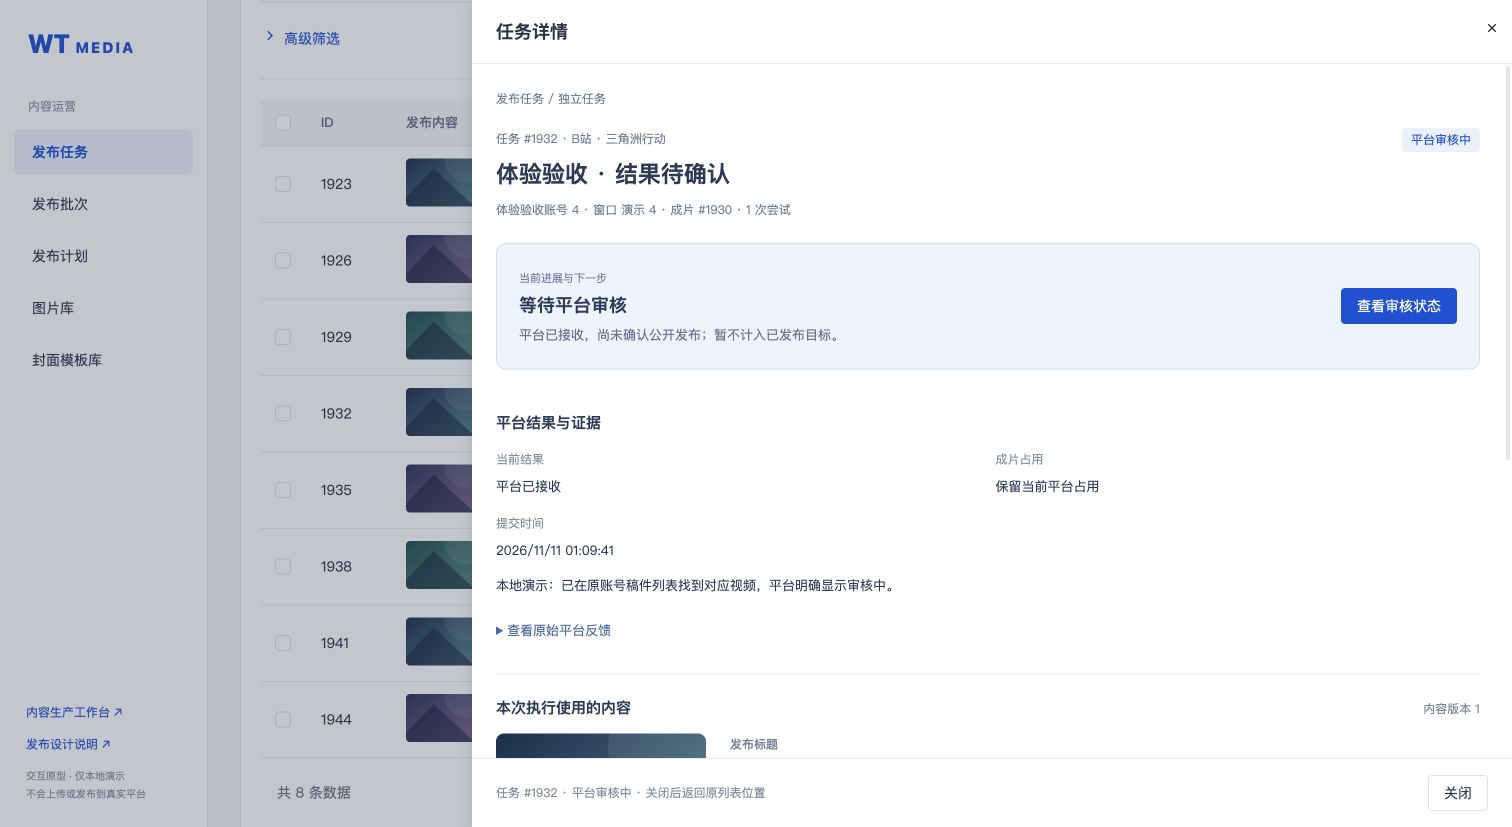 WT MEDIA
内容运营
发布任务
发布批次
发布计划
图片库
封面模板库
内容生产工作台 ↗
发布设计说明 ↗
交互原型 · 仅本地演示
不会上传或发布到真实平台
高级筛选
ID 发布内容
1923
1926
1929
1932
1935
1938
1941
1944
共 8 条数据
任务详情
×
发布任务 / 独立任务
任务 #1932 · B站 · 三角洲行动
平台审核中
体验验收 · 结果待确认
体验验收账号 4 · 窗口 演示 4 · 成片 #1930 · 1 次尝试
当前进展与下一步
等待平台审核
平台已接收，尚未确认公开发布；暂不计入已发布目标。
查看审核状态
平台结果与证据
当前结果
平台已接收
成片占用
保留当前平台占用
提交时间
2026/11/11 01:09:41
本地演示：已在原账号稿件列表找到对应视频，平台明确显示审核中。
▶ 查看原始平台反馈
本次执行使用的内容
内容版本 1
发布标题
任务 #1932 · 平台审核中 · 关闭后返回原列表位置
关闭